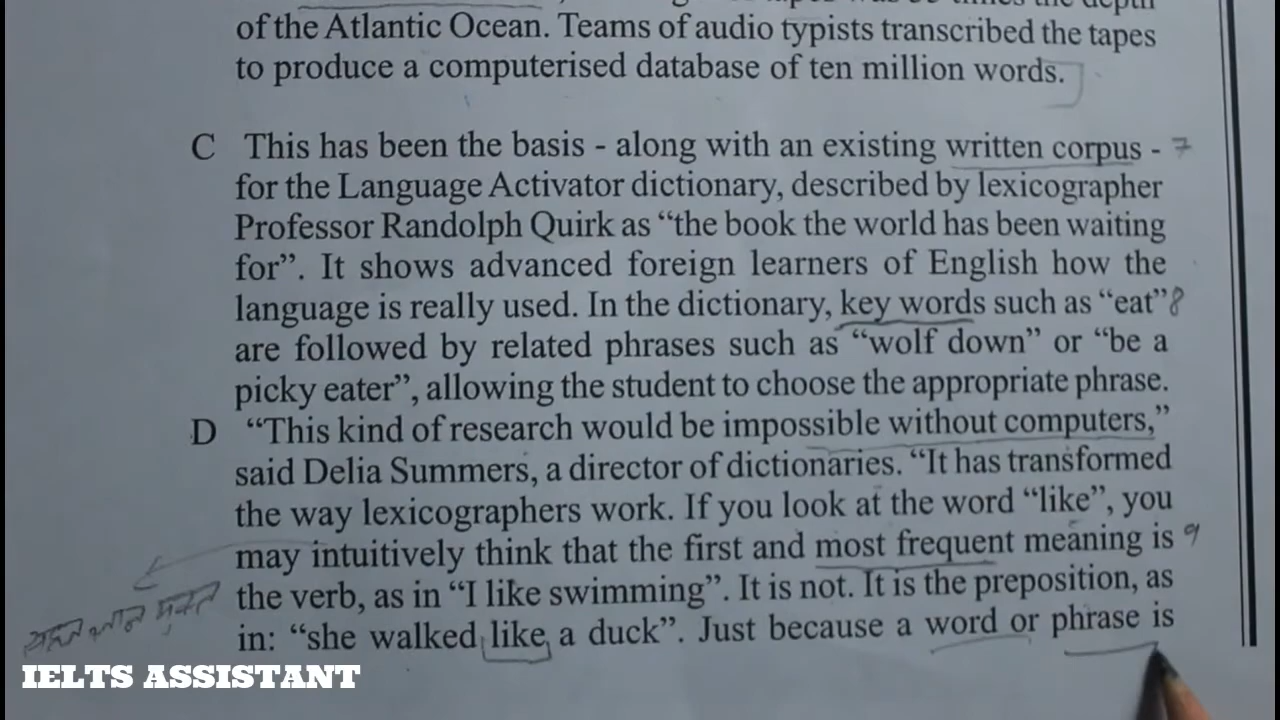 of the Atlantic Ocean. Teams of audio typists transcribed the tapes
to produce a computerised database of ten million words.
C This has been the basis - along with an existing written corpus - 7
for the Language Activator dictionary, described by lexicographer
Professor Randolph Quirk as “the book the world has been waiting
for”. It shows advanced foreign learners of English how the
language is really used. In the dictionary, key words such as “eat” 8
are followed by related phrases such as “wolf down” or “be a
picky eater”, allowing the student to choose the appropriate phrase.
D “This kind of research would be impossible without computers,”
said Delia Summers, a director of dictionaries. “It has transformed
the way lexicographers work. If you look at the word “like”, you
may intuitively think that the first and most frequent meaning is 9
the verb, as in “I like swimming”. It is not. It is the preposition, as
in: “she walked like a duck”. Just because a word or phrase is
IELTS ASSISTANT